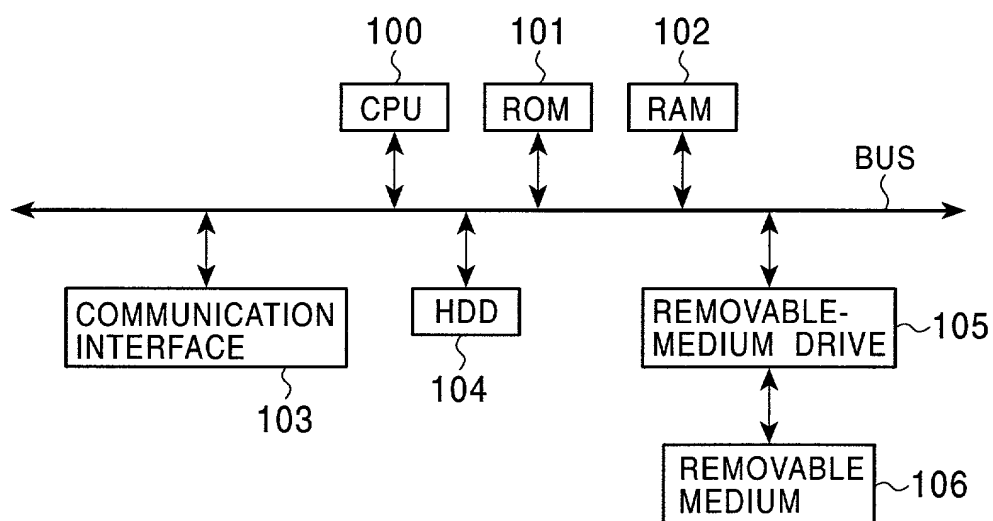 100
101
102
CPU
ROM
RAM
BUS
COMMUNICATION
INTERFACE
103
HDD
104
REMOVABLE-
MEDIUM DRIVE
105
REMOVABLE
MEDIUM
106